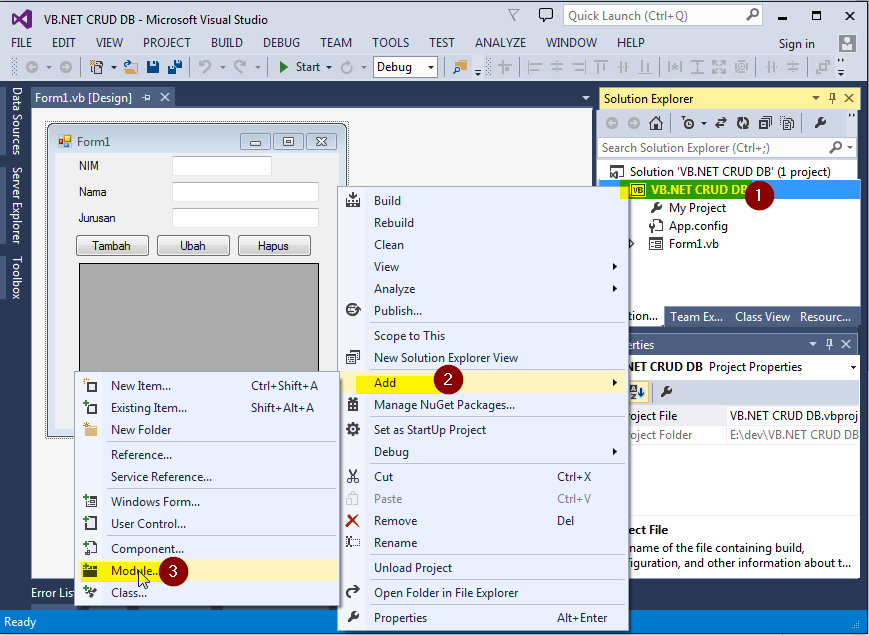 VB.NET CRUD DB - Microsoft Visual Studio
Quick Launch (Ctrl+Q)
FILE EDIT VIEW PROJECT BUILD DEBUG TEAM TOOLS TEST ANALYZE WINDOW HELP
Sign in
Start
Debug
Data Sources
Server Explorer
Toolbox
Form1.vb [Design]
Form1
NIM
Nama
Jurusan
Tambah Ubah Hapus
Build
Rebuild
Clean
View
Analyze
Publish...
Scope to This
New Solution Explorer View
Add
2
Manage NuGet Packages...
Set as StartUp Project
Debug
Cut Ctrl+X
Paste Ctrl+V
Remove Del
Rename
Unload Project
Open Folder in File Explorer
Properties Alt+Enter
New Item... Ctrl+Shift+A
Existing Item... Shift+Alt+A
New Folder
Reference...
Service Reference...
Windows Form...
User Control...
Component...
Module...
3
Class...
Solution Explorer
Search Solution Explorer (Ctrl+;)
Solution 'VB.NET CRUD DB' (1 project)
VB VB.NET CRUD DB
1
My Project
App.config
Form1.vb
tion... Team Ex... Class View Resourc...
erties
NET CRUD DB Project Properties
oject File VB.NET CRUD DB.vbproj
oject Folder E:\dev\VB.NET CRUD DB
ect File
name of the file containing build,
figuration, and other information about t...
Error Lis
Ready